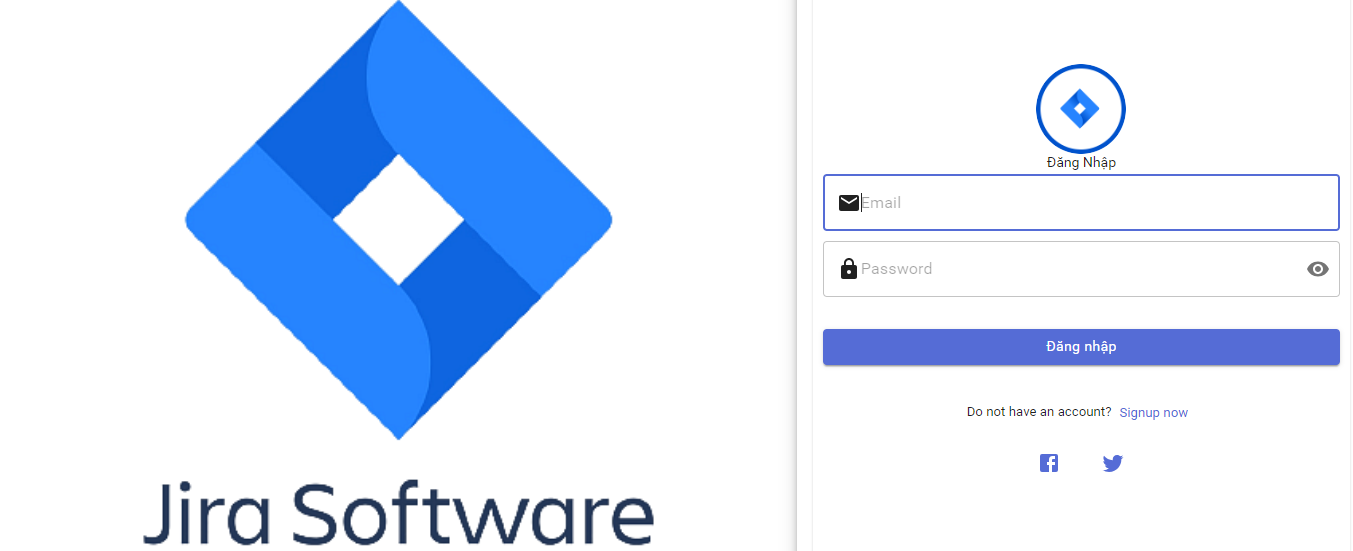 Jira Software
Đăng Nhập
Email
Password
Đăng nhập
Do not have an account? Signup now